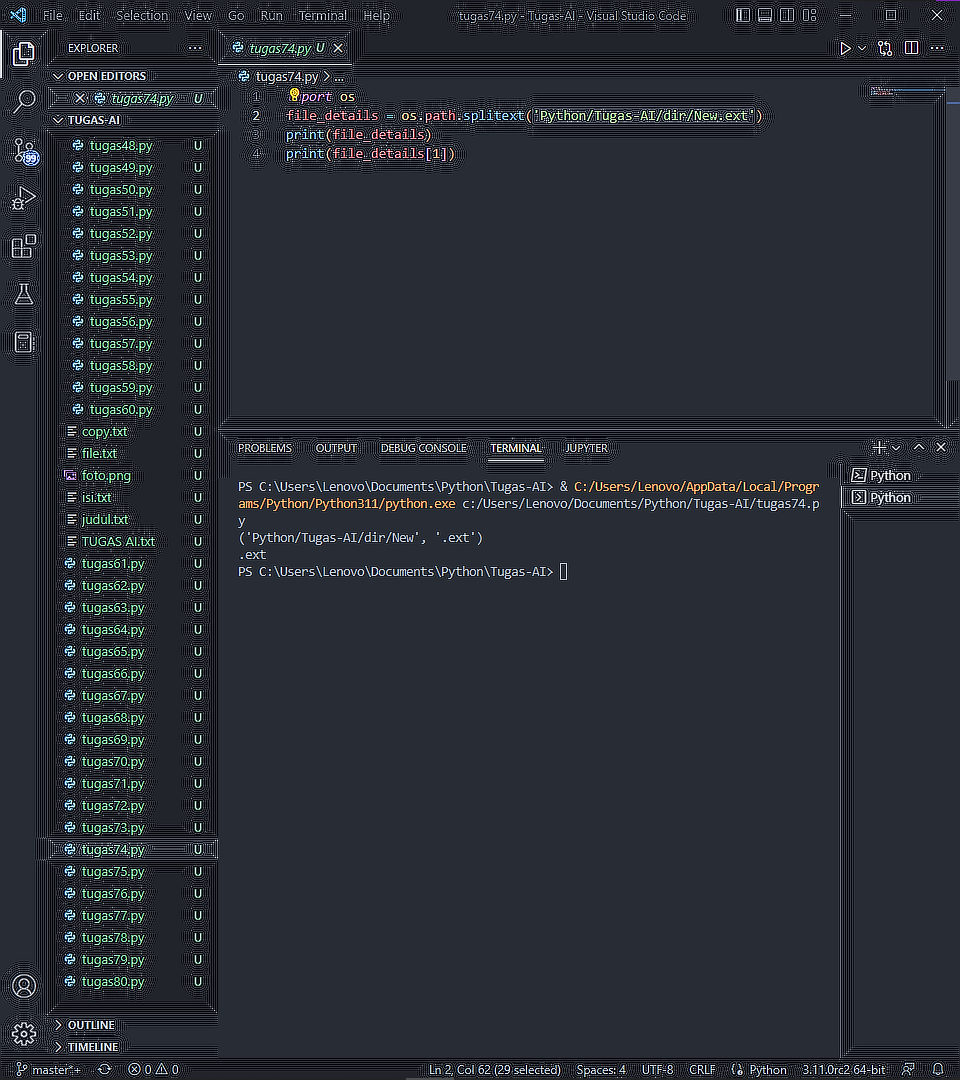 File Edit Selection View Go Run Terminal Help tugas74.py - Tugas-AI - Visual Studio Code
EXPLORER
OPEN EDITORS
tugas74.py U
TUGAS-AI
tugas48.py U
tugas49.py U
tugas50.py U
tugas51.py U
tugas52.py U
tugas53.py U
tugas54.py U
tugas55.py U
tugas56.py U
tugas57.py U
tugas58.py U
tugas59.py U
tugas60.py U
copy.txt U
file.txt U
foto.png U
isi.txt U
judul.txt U
TUGAS AI.txt U
tugas61.py U
tugas62.py U
tugas63.py U
tugas64.py U
tugas65.py U
tugas66.py U
tugas67.py U
tugas68.py U
tugas69.py U
tugas70.py U
tugas71.py U
tugas72.py U
tugas73.py U
tugas74.py U
tugas75.py U
tugas76.py U
tugas77.py U
tugas78.py U
tugas79.py U
tugas80.py U
OUTLINE
TIMELINE
99
tugas74.py U
tugas74.py > ...
1 port os
2 file_details = os.path.splitext('Python/Tugas-AI/dir/New.ext')
3 print(file_details)
4 print(file_details[1])
PROBLEMS OUTPUT DEBUG CONSOLE TERMINAL JUPYTER
PS C:\Users\Lenovo\Documents\Python\Tugas-AI> & C:/Users/Lenovo/AppData/Local/Progr
ams/Python/Python311/python.exe c:/Users/Lenovo/Documents/Python/Tugas-AI/tugas74.p
y
('Python/Tugas-AI/dir/New', '.ext')
.ext
PS C:\Users\Lenovo\Documents\Python\Tugas-AI>
Python
Python
master*+ 0 0 Ln 2, Col 62 (29 selected) Spaces: 4 UTF-8 CRLF Python 3.11.0rc2 64-bit